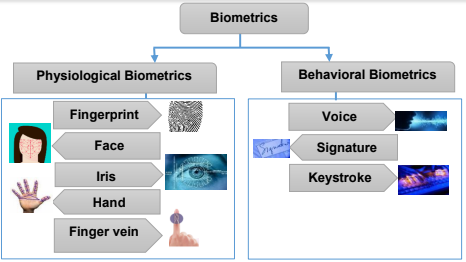 Biometrics
Physiological Biometrics
Behavioral Biometrics
Fingerprint
Face
Iris
Hand
Finger vein
Voice
Signature
Keystroke